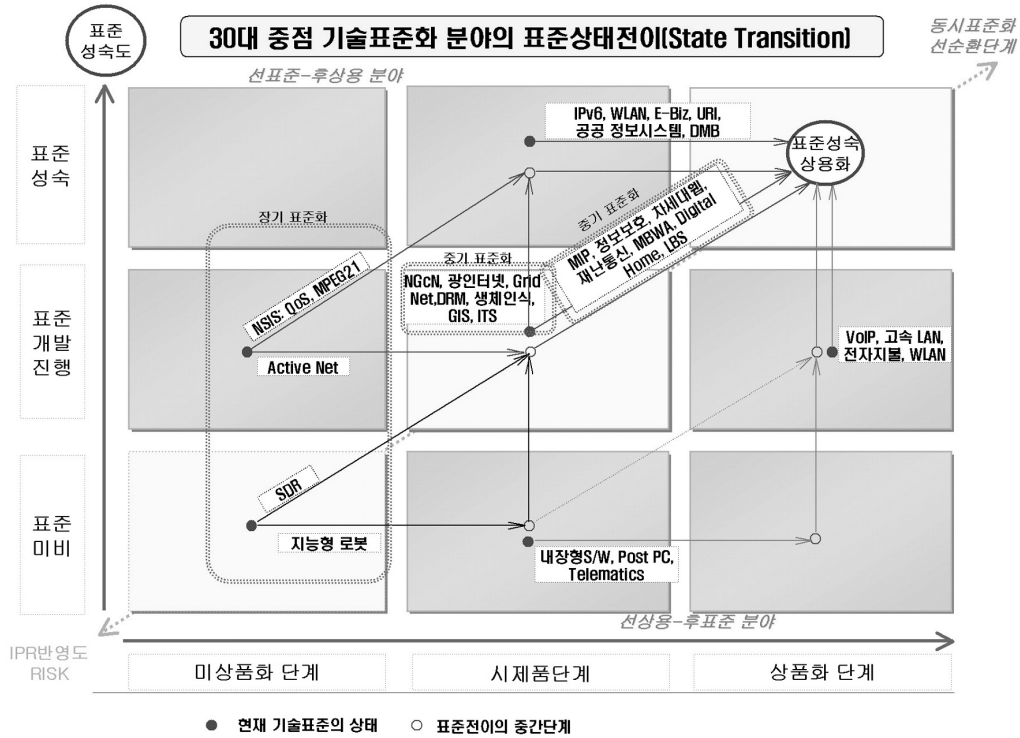 표준
성숙도
30대 중점 기술표준화 분야의 표준상태전이(State Transition)
동시표준화
선순환단계
선표준-후상용 분야
표준
성숙
IPv6, WLAN, E-Biz, URI,
공공 정보시스템, DMB
표준성숙
상용화
장기 표준화
중기 표준화
MIP, 정보보호, 차세대웹,
재난통신, MBWA, Digital
Home, LBS
중기 표준화
NGcN, 광인터넷, Grid
Net,DRM, 생체인식,
GIS, ITS
NSIS: QoS, MPEG21
표준
개발
진행
Active Net
VoIP, 고속 LAN,
전자지불, WLAN
SDR
표준
미비
지능형 로봇
내장형S/W, Post PC,
Telematics
선상용-후표준 분야
IPR반영도
RISK
미상품화 단계
시제품단계
상품화 단계
현재 기술표준의 상태
표준전이의 중간단계